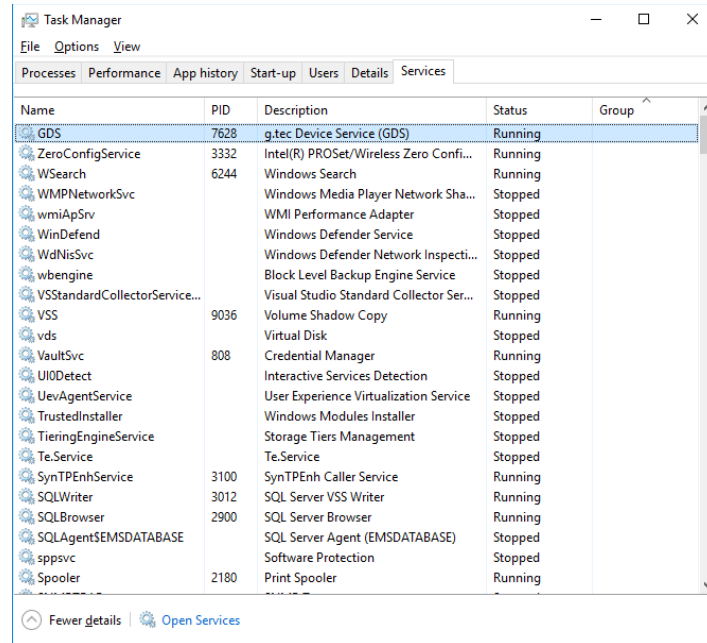 Task Manager
File Options View
Processes Performance App history Start-up Users Details Services
Name PID Description Status Group
GDS 7628 g.tec Device Service (GDS) Running
ZeroConfigService 3332 Intel(R) PROSet/Wireless Zero Confi... Running
WSearch 6244 Windows Search Running
WMPNetworkSvc Windows Media Player Network Sha... Stopped
wmiApSrv WMI Performance Adapter Stopped
WinDefend Windows Defender Service Stopped
WdNisSvc Windows Defender Network Inspecti... Stopped
wbengine Block Level Backup Engine Service Stopped
VSStandardCollectorService... Visual Studio Standard Collector Ser... Stopped
VSS 9036 Volume Shadow Copy Running
vds Virtual Disk Stopped
VaultSvc 808 Credential Manager Running
UI0Detect Interactive Services Detection Stopped
UevAgentService User Experience Virtualization Service Stopped
TrustedInstaller Windows Modules Installer Stopped
TieringEngineService Storage Tiers Management Stopped
Te.Service Te.Service Stopped
SynTPEnhService 3100 SynTPEnh Caller Service Running
SQLWriter 3012 SQL Server VSS Writer Running
SQLBrowser 2900 SQL Server Browser Running
SQLAgent$EMSDATABASE SQL Server Agent (EMSDATABASE) Stopped
sppsvc Software Protection Stopped
Spooler 2180 Print Spooler Running
Fewer details Open Services